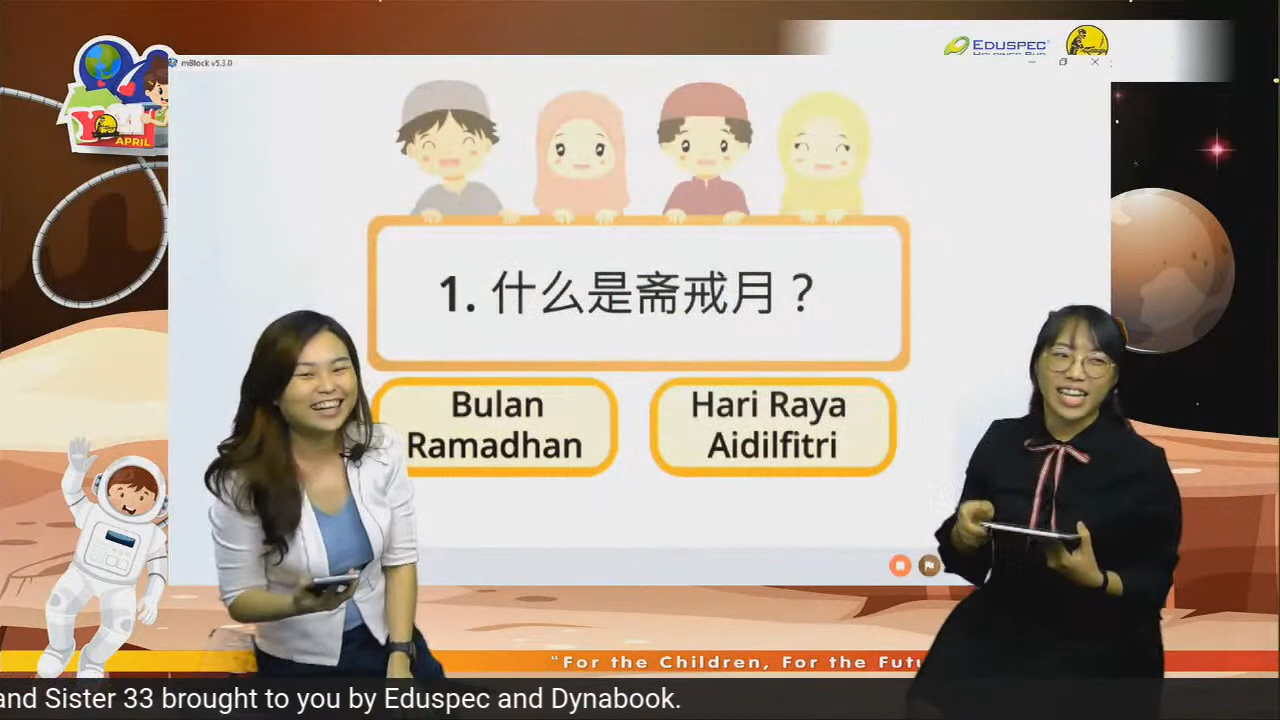 EDUSPEC
mBlock v5.3.0
APRIL
1. 什么是斋戒月？
Bulan
Ramadhan
Hari Raya
Aidilfitri
"For the Children, For the Futu
and Sister 33 brought to you by Eduspec and Dynabook.